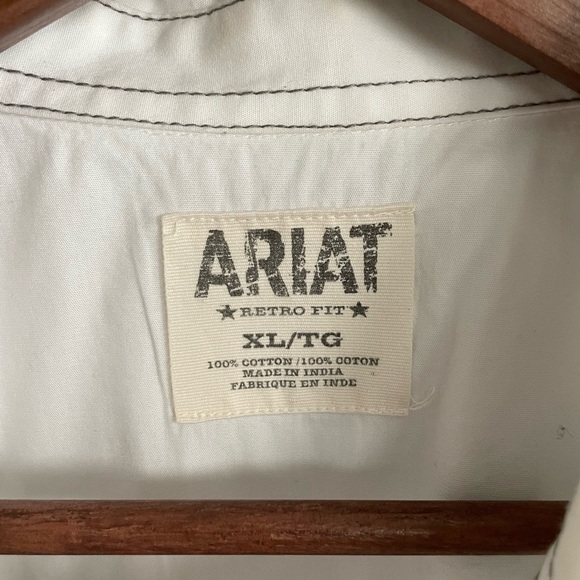 ARIAT
★ RETRO FIT ★
XL/TG
100% COTTON /100% COTON
MADE IN INDIA
FABRIQUE EN INDE